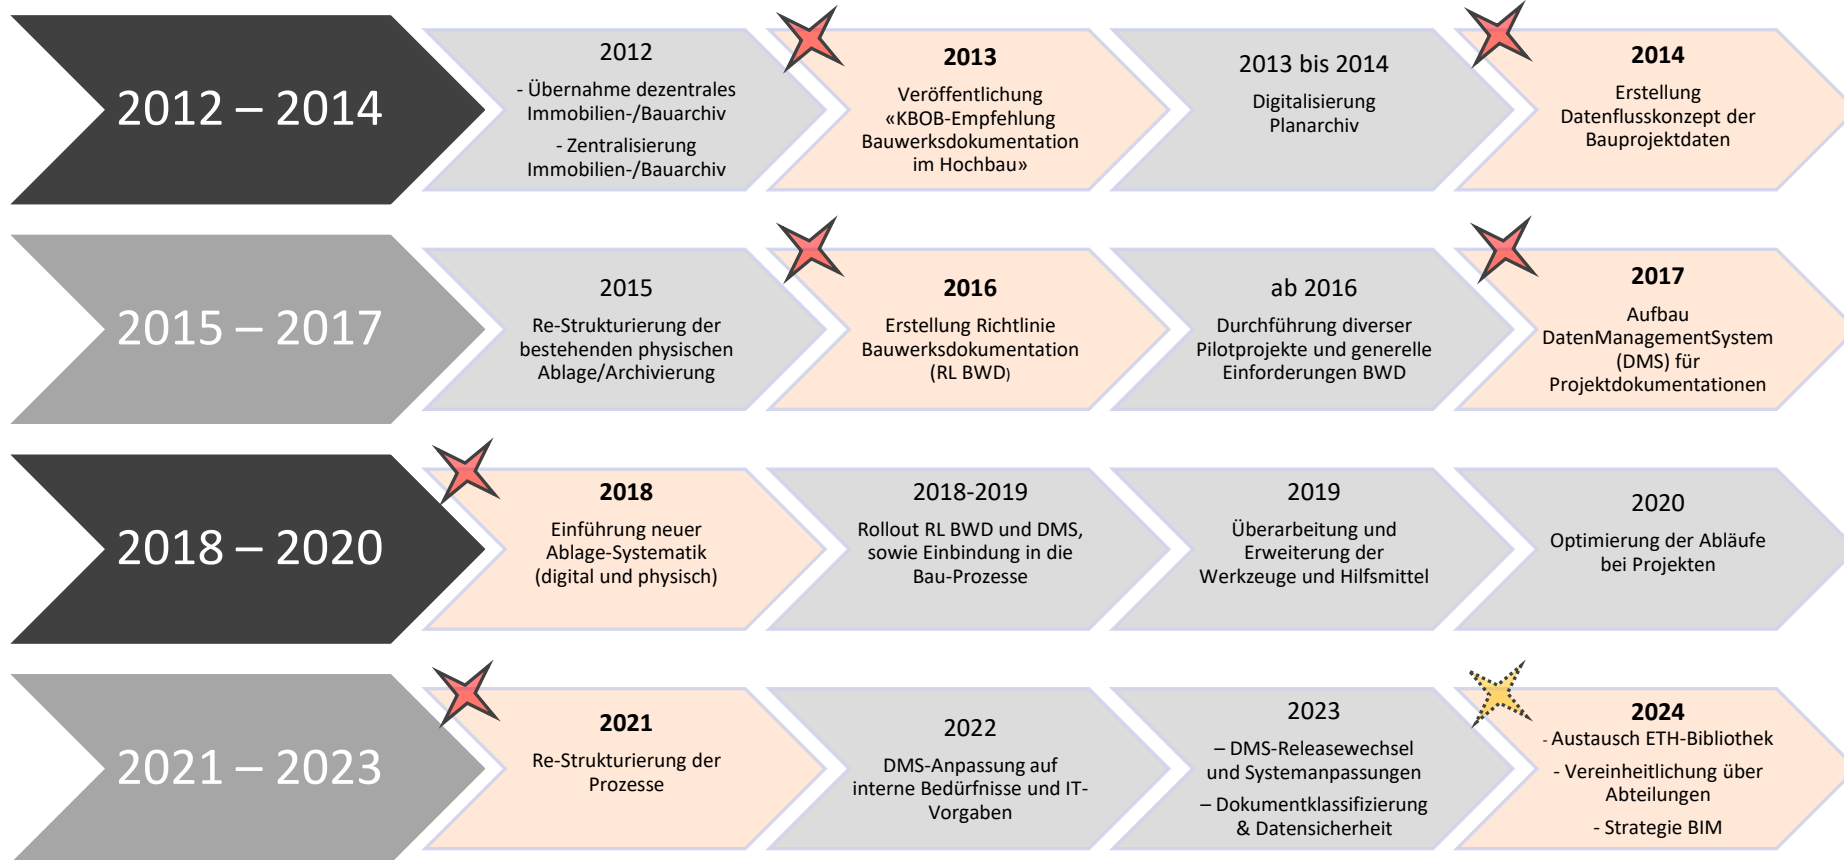 2012 – 2014
2012
- Übernahme dezentrales
Immobilien-/Bauarchiv
- Zentralisierung
Immobilien-/Bauarchiv
2013
Veröffentlichung
«KBOB-Empfehlung
Bauwerksdokumentation
im Hochbau»
2013 bis 2014
Digitalisierung
Planarchiv
2014
Erstellung
Datenflusskonzept der
Bauprojektdaten
2015 – 2017
2015
Re-Strukturierung der
bestehenden physischen
Ablage/Archivierung
2016
Erstellung Richtlinie
Bauwerksdokumentation
(RL BWD)
ab 2016
Durchführung diverser
Pilotprojekte und generelle
Einforderungen BWD
2017
Aufbau
DatenManagementSystem
(DMS) für
Projektdokumentationen
2018 – 2020
2018
Einführung neuer
Ablage-Systematik
(digital und physisch)
2018-2019
Rollout RL BWD und DMS,
sowie Einbindung in die
Bau-Prozesse
2019
Überarbeitung und
Erweiterung der
Werkzeuge und Hilfsmittel
2020
Optimierung der Abläufe
bei Projekten
2021 – 2023
2021
Re-Strukturierung der
Prozesse
2022
DMS-Anpassung auf
interne Bedürfnisse und IT-
Vorgaben
2023
– DMS-Releasewechsel
und Systemanpassungen
– Dokumentklassifizierung
& Datensicherheit
2024
- Austausch ETH-Bibliothek
- Vereinheitlichung über
Abteilungen
- Strategie BIM